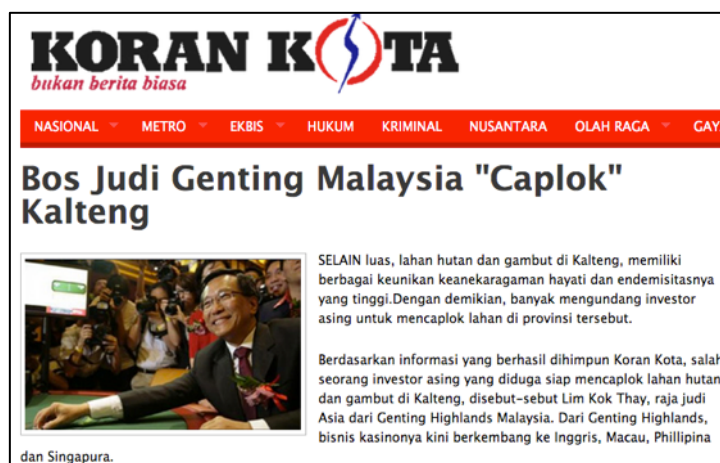 KORAN KOTA
bukan berita biasa
NASIONAL METRO EKBIS HUKUM KRIMINAL NUSANTARA OLAH RAGA GAY
Bos Judi Genting Malaysia "Caplok"
Kalteng
SELAIN luas, lahan hutan dan gambut di Kalteng, memiliki
berbagai keunikan keanekaragaman hayati dan endemisitasnya
yang tinggi.Dengan demikian, banyak mengundang investor
asing untuk mencaplok lahan di provinsi tersebut.
Berdasarkan informasi yang berhasil dihimpun Koran Kota, salah
seorang investor asing yang diduga siap mencaplok lahan hutan
dan gambut di Kalteng, disebut-sebut Lim Kok Thay, raja judi
Asia dari Genting Highlands Malaysia. Dari Genting Highlands,
bisnis kasinonya kini berkembang ke Inggris, Macau, Phillipina
dan Singapura.